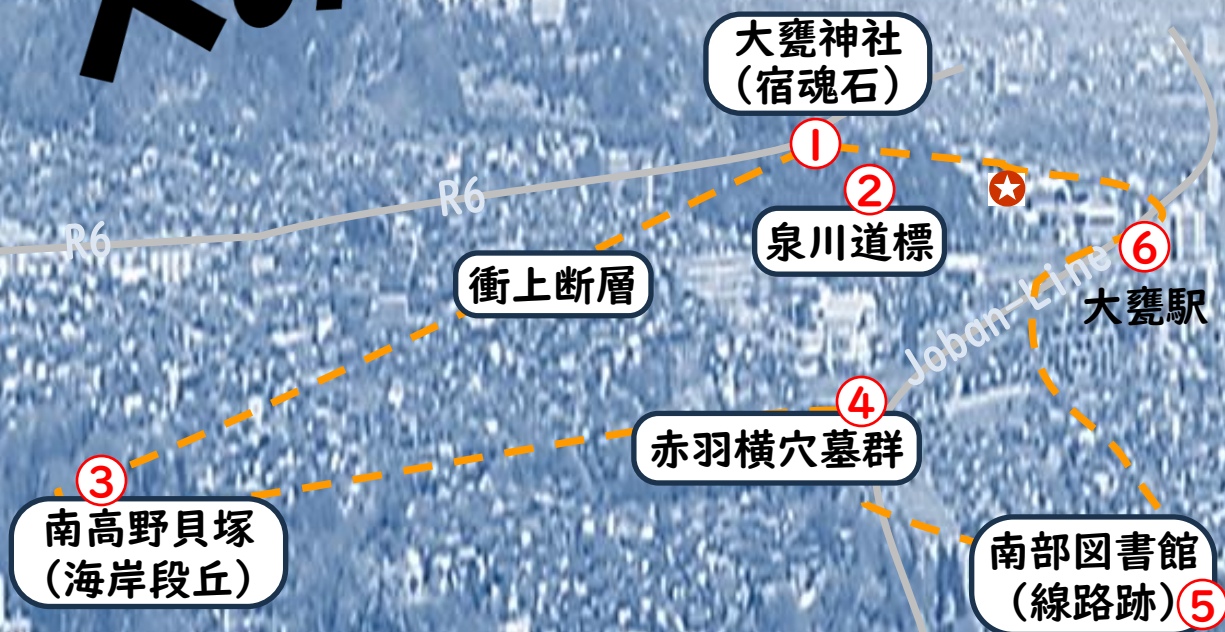 大甕神社
(宿魂石)
1
2
泉川道標
R6
R6
衝上断層
6
大甕駅
Joban Line
4
赤羽横穴墓群
3
南高野貝塚
(海岸段丘)
南部図書館
(線路跡)5